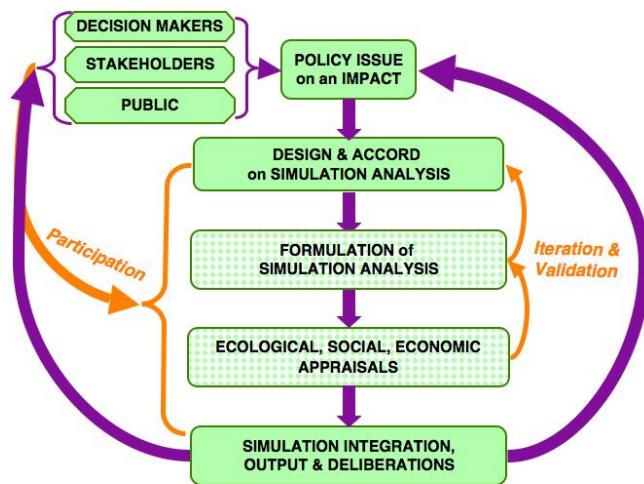 DECISION MAKERS
STAKEHOLDERS
PUBLIC
POLICY ISSUE
on an IMPACT
DESIGN & ACCORD
on SIMULATION ANALYSIS
Participation
FORMULATION of
SIMULATION ANALYSIS
Iteration &
Validation
ECOLOGICAL, SOCIAL, ECONOMIC
APPRAISALS
SIMULATION INTEGRATION,
OUTPUT & DELIBERATIONS